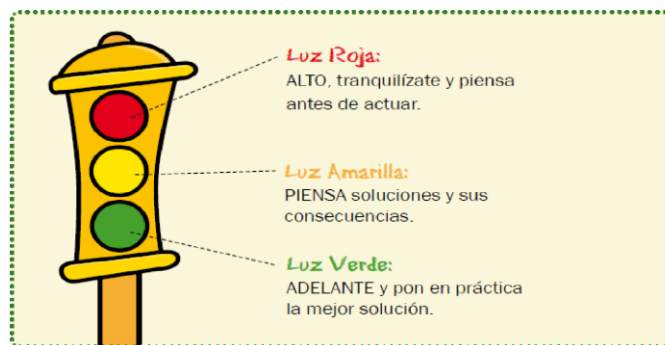 Luz Roja:
ALTO, tranquilízate y piensa
antes de actuar.
Luz Amarilla:
PIENSA soluciones y sus
consecuencias.
Luz Verde:
ADELANTE y pon en práctica
la mejor solución.